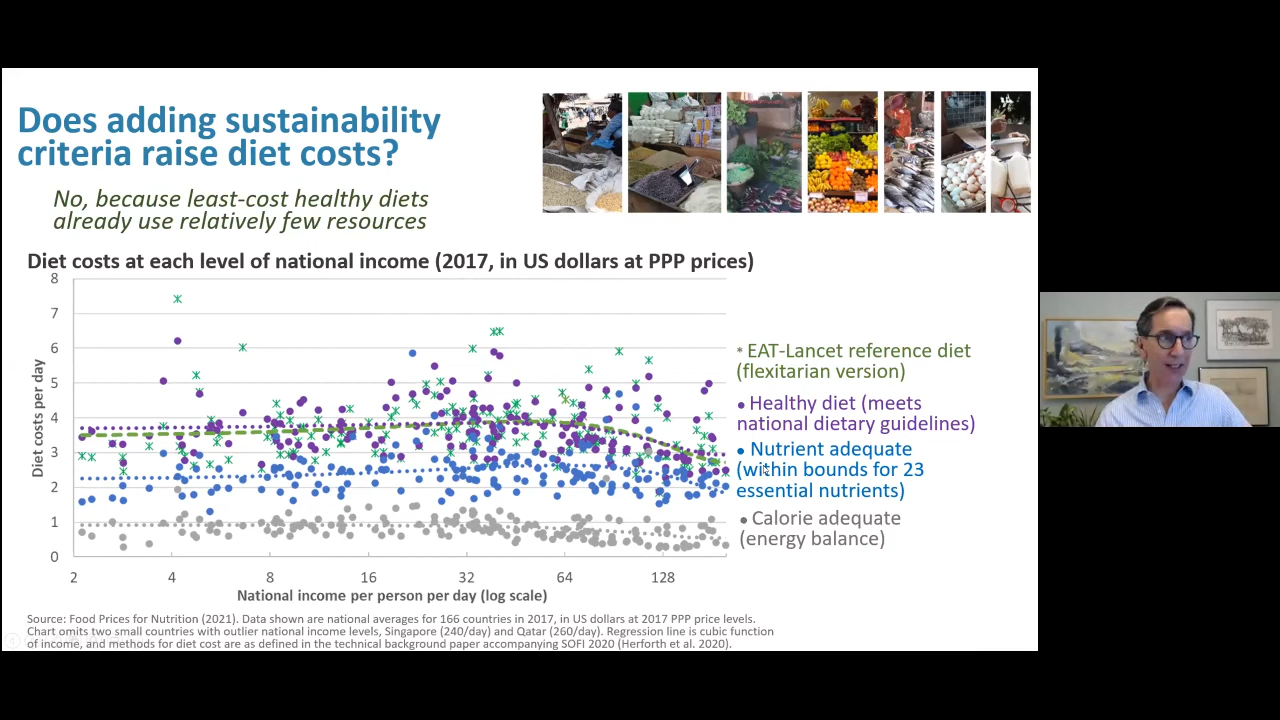 Does adding sustainability
criteria raise diet costs?
No, because least-cost healthy diets
already use relatively few resources
Diet costs at each level of national income (2017, in US dollars at PPP prices)
8
7
6
5
4
3
2
1
0
Diet costs per day
2 4 8 16 32 64 128
National income per person per day (log scale)
* EAT-Lancet reference diet
(flexitarian version)
• Healthy diet (meets
national dietary guidelines)
• Nutrient adequate
(within bounds for 23
essential nutrients)
• Calorie adequate
(energy balance)
Source: Food Prices for Nutrition (2021). Data shown are national averages for 166 countries in 2017, in US dollars at 2017 PPP price levels.
Chart omits two small countries with outlier national income levels, Singapore (240/day) and Qatar (260/day). Regression line is cubic function
of income, and methods for diet cost are as defined in the technical background paper accompanying SOFI 2020 (Herforth et al. 2020).